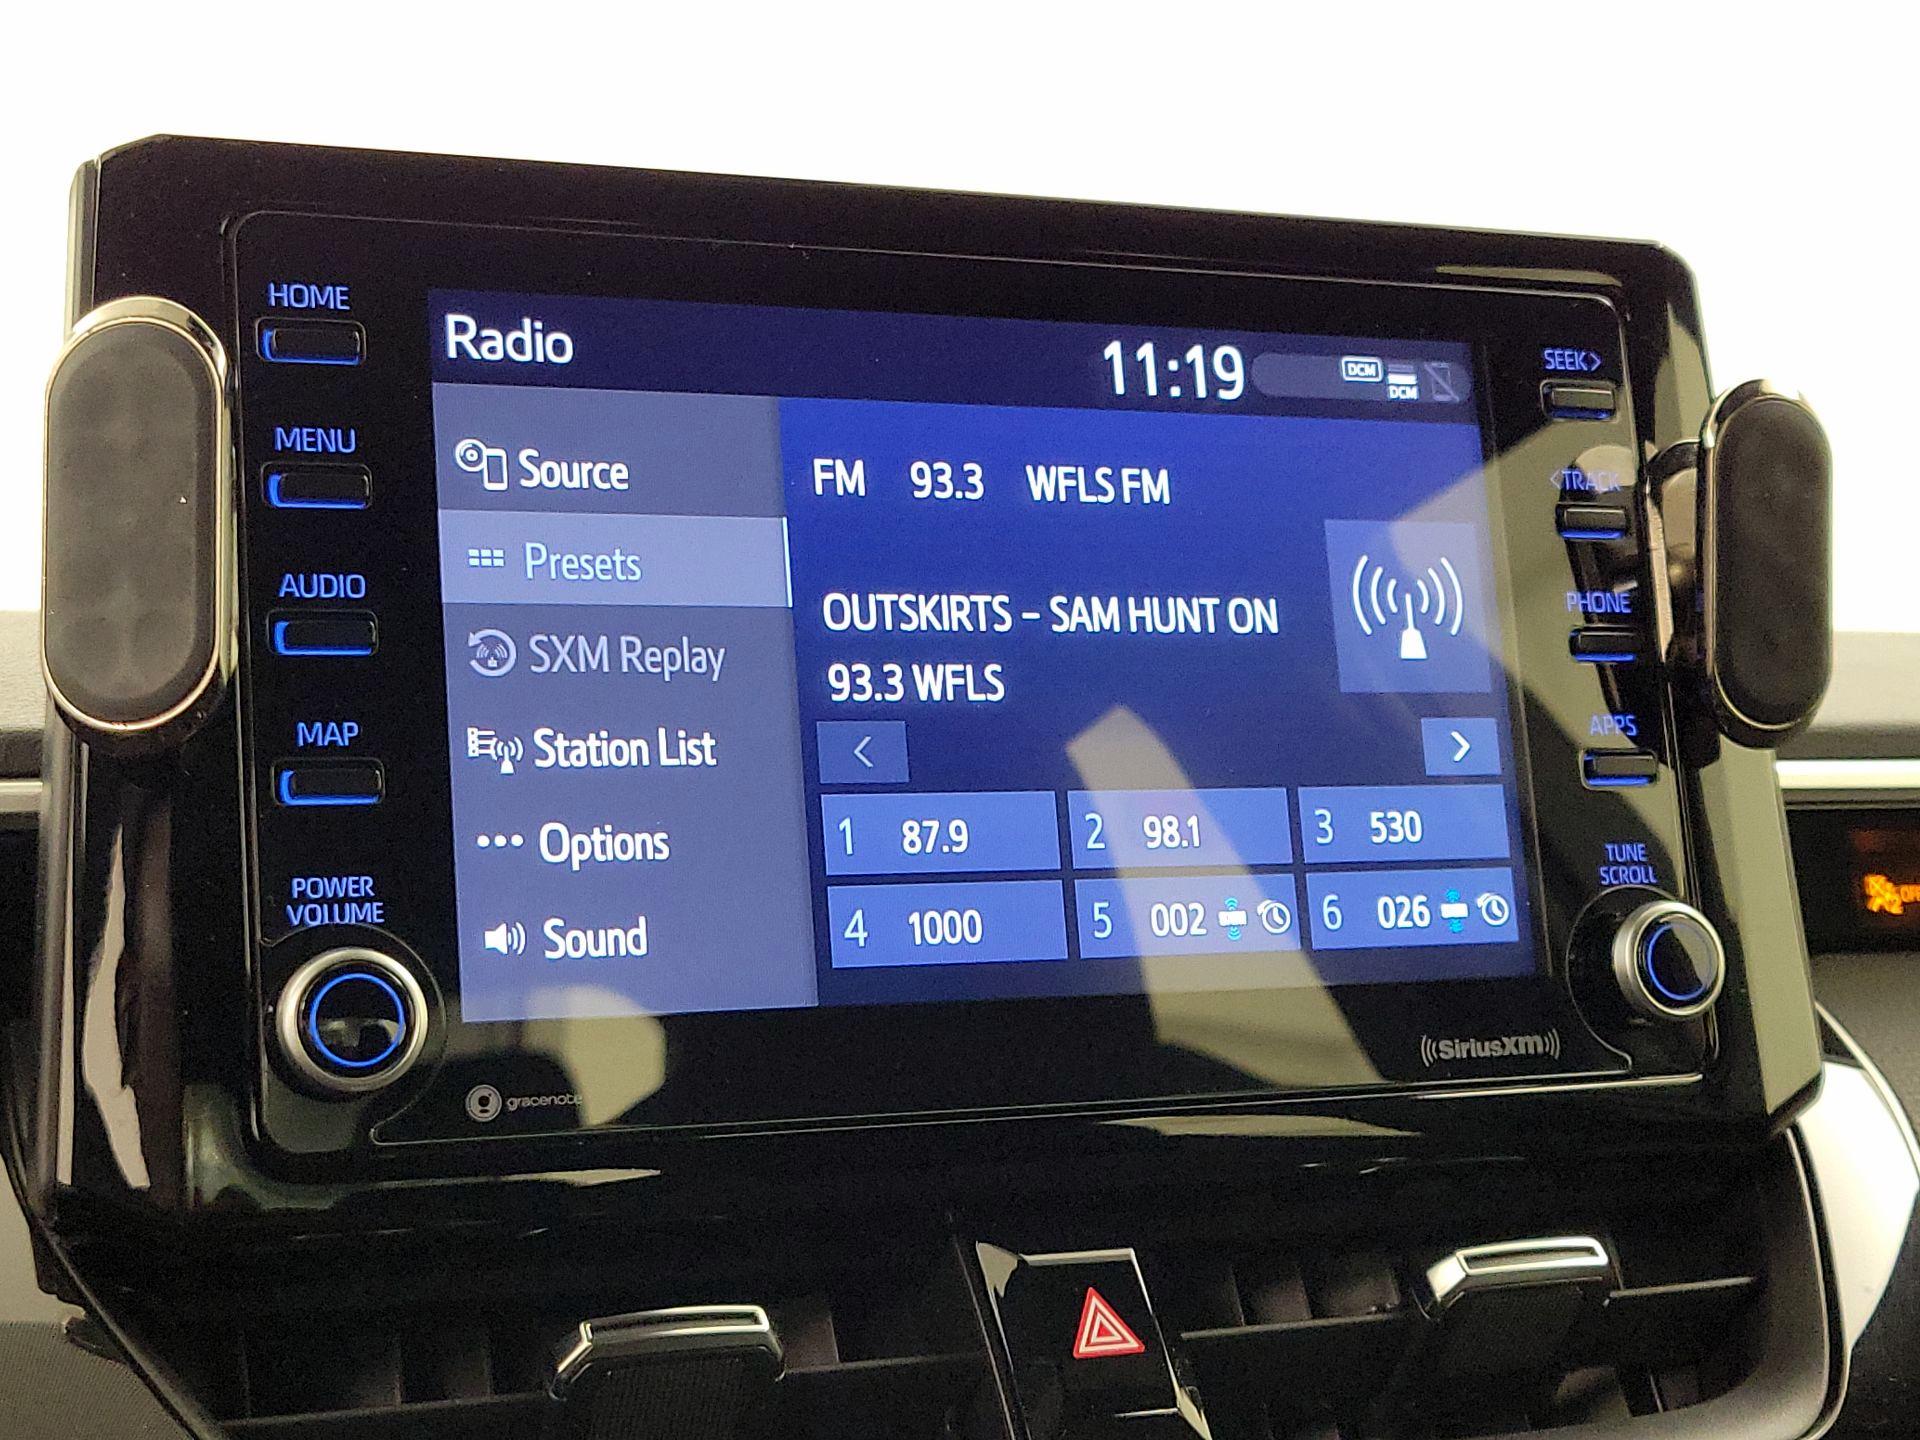 HOME
MENU
AUDIO
MAP
POWER
VOLUME
Radio
11:19
DCM
DCM
Source
Presets
SXM Replay
Station List
Options
Sound
FM 93.3 WFLS FM
OUTSKIRTS – SAM HUNT ON
93.3 WFLS
<
>
1 87.9
2 98.1
3 530
4 1000
5 002
6 026
SEEK>
<TRACK
PHONE
APPS
TUNE
SCROLL
gracenote
SiriusXM